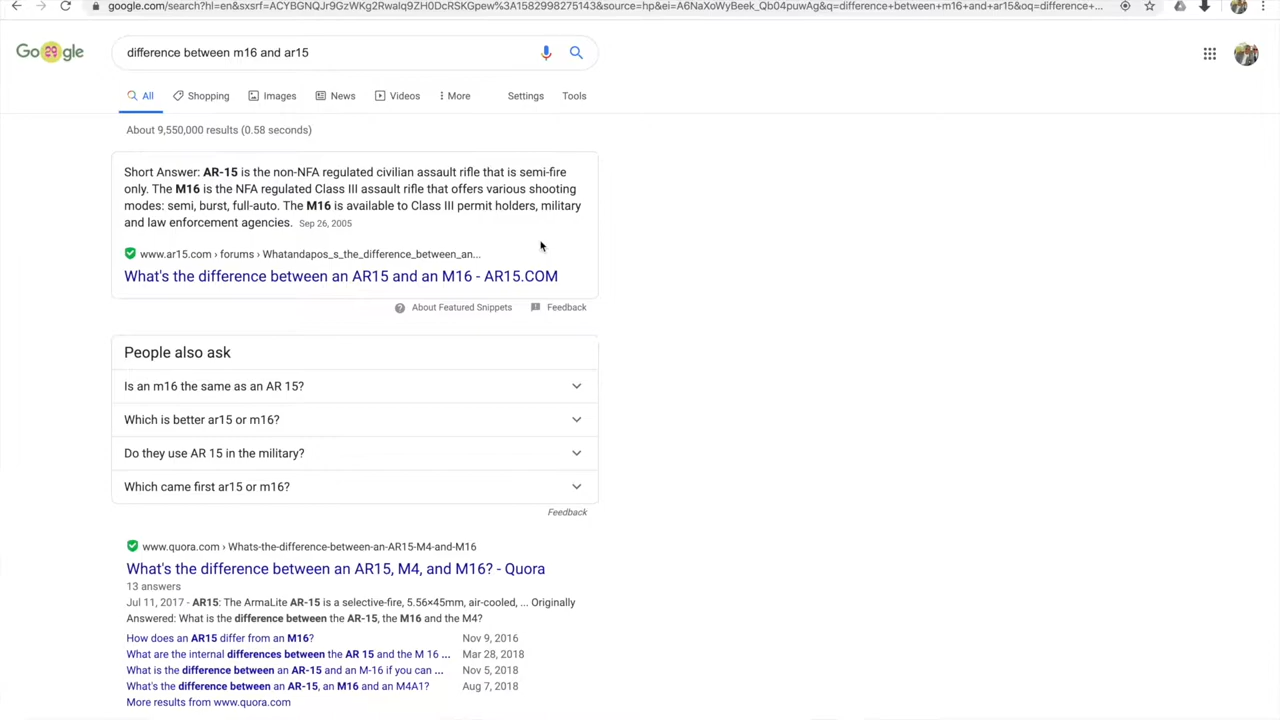 google.com/search?hl=en&sxsrf=ACYBGNQJr9GzWKg2RwaIq9ZH0DcRSKGpew%3A1582998275143&source=hp&ei=A6NaXoWyBeek_Qb04puwAg&q=difference+between+m16+and+ar15&oq=difference+...
Google
difference between m16 and ar15
All Shopping Images News Videos More Settings Tools
About 9,550,000 results (0.58 seconds)
Short Answer: AR-15 is the non-NFA regulated civilian assault rifle that is semi-fire
only. The M16 is the NFA regulated Class III assault rifle that offers various shooting
modes: semi, burst, full-auto. The M16 is available to Class III permit holders, military
and law enforcement agencies. Sep 26, 2005
www.ar15.com › forums › Whatandapos_s_the_difference_between_an...
What's the difference between an AR15 and an M16 - AR15.COM
About Featured Snippets Feedback
People also ask
Is an m16 the same as an AR 15?
Which is better ar15 or m16?
Do they use AR 15 in the military?
Which came first ar15 or m16?
Feedback
www.quora.com › Whats-the-difference-between-an-AR15-M4-and-M16
What's the difference between an AR15, M4, and M16? - Quora
13 answers
Jul 11, 2017 - AR15: The ArmaLite AR-15 is a selective-fire, 5.56×45mm, air-cooled, ... Originally
Answered: What is the difference between the AR-15, the M16 and the M4?
How does an AR15 differ from an M16? Nov 9, 2016
What are the internal differences between the AR 15 and the M 16 ... Mar 28, 2018
What is the difference between an AR-15 and an M-16 if you can ... Nov 5, 2018
What's the difference between an AR-15, an M16 and an M4A1? Aug 7, 2018
More results from www.quora.com